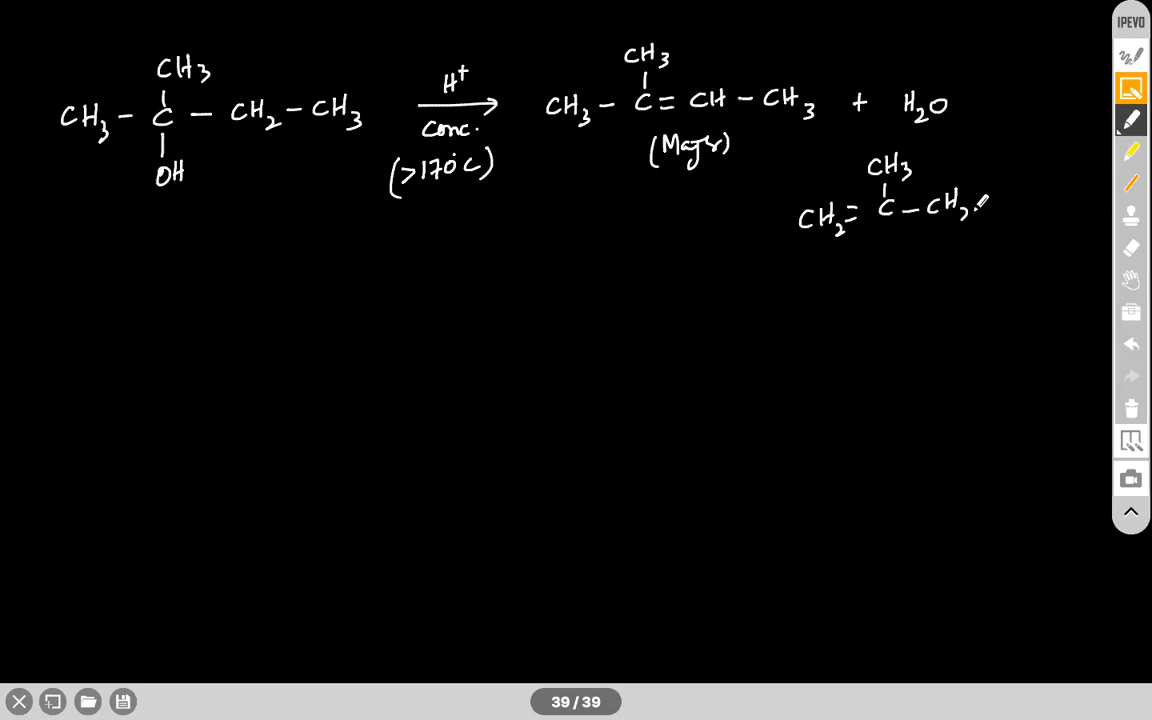 IPEVO
CH3
CH3 - C - CH2 - CH3
OH
H+
conc.
(>170°C)
CH3
CH3 - C = CH - CH3 + H2O
(Major)
CH3
CH2 = C - CH2
39 / 39